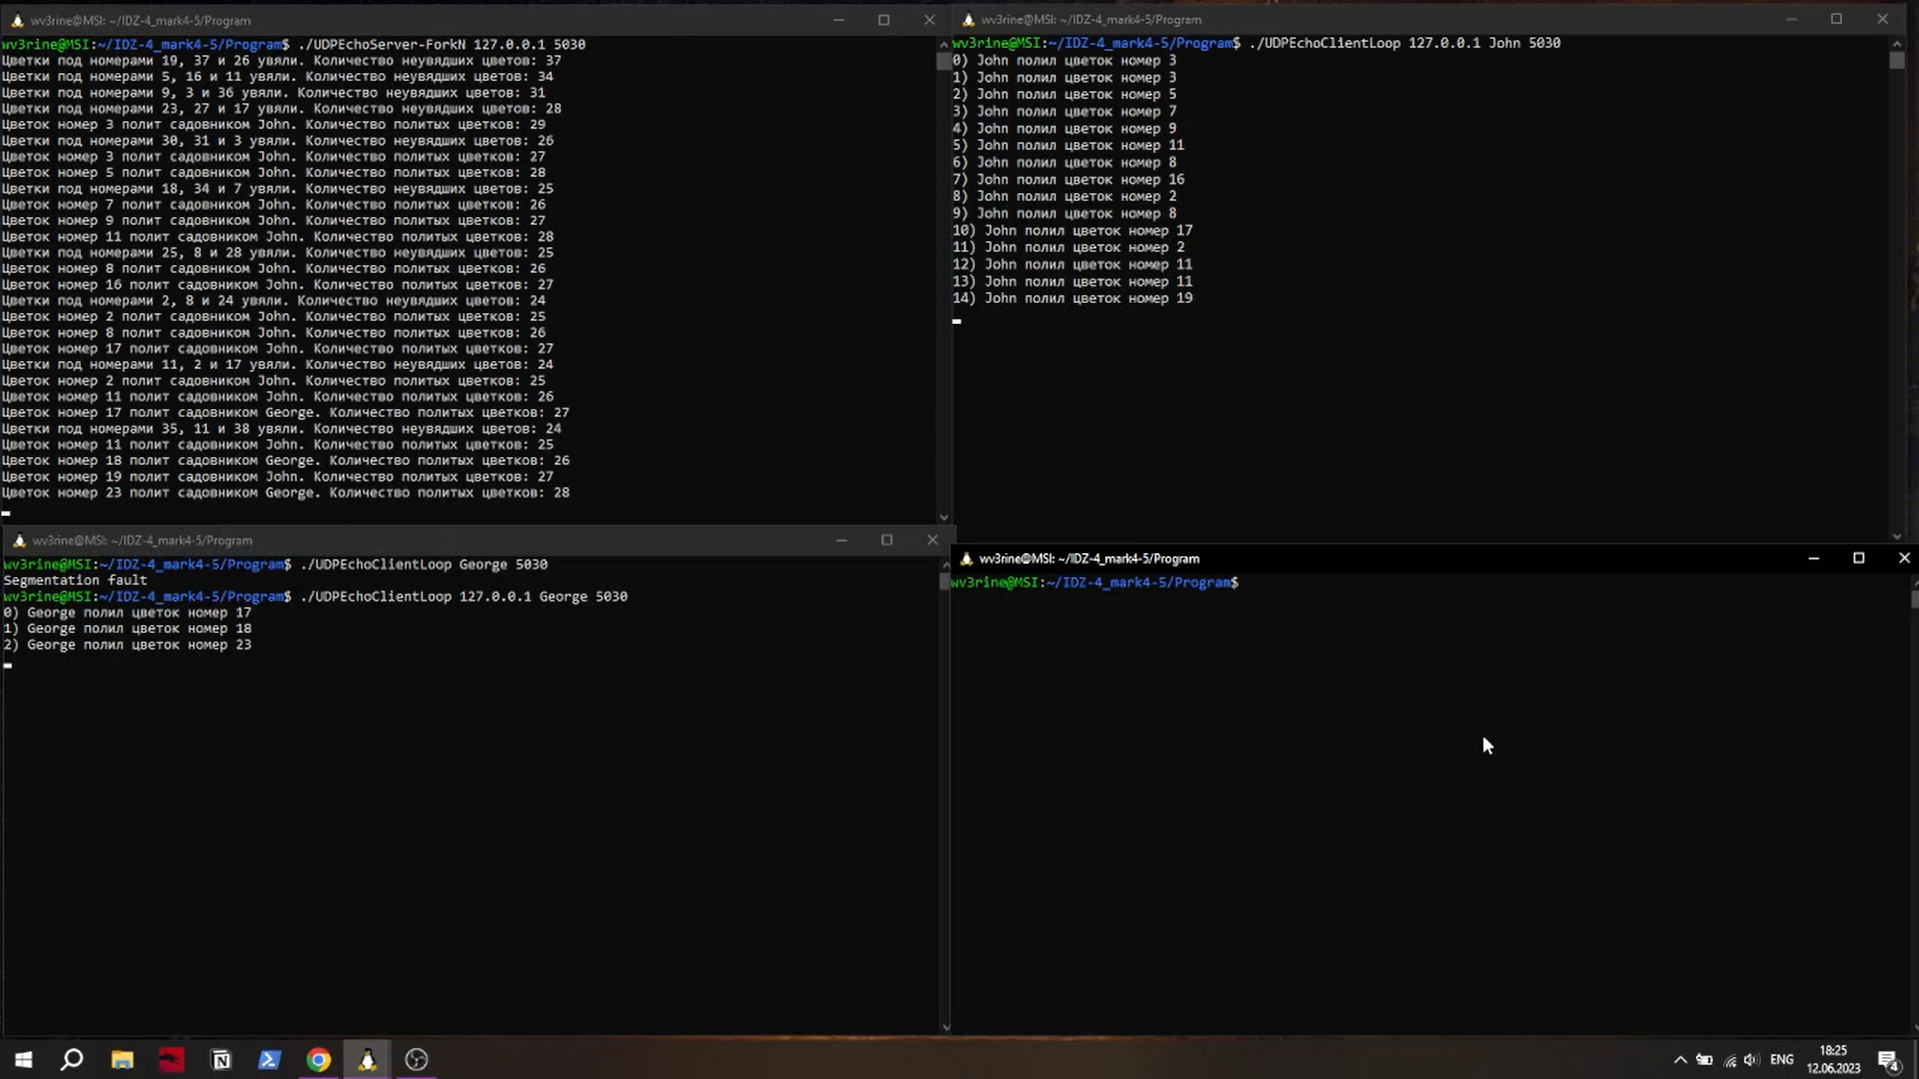 wv3rine@MSI: ~/IDZ-4_mark4-5/Program
wv3rine@MSI:~/IDZ-4_mark4-5/Program$ ./UDPEchoServer-ForkN 127.0.0.1 5030
Цветки под номерами 19, 37 и 26 увяли. Количество неувядших цветов: 37
Цветки под номерами 5, 16 и 11 увяли. Количество неувядших цветов: 34
Цветки под номерами 9, 3 и 36 увяли. Количество неувядших цветов: 31
Цветки под номерами 23, 27 и 17 увяли. Количество неувядших цветов: 28
Цветок номер 3 полит садовником John. Количество политых цветков: 29
Цветки под номерами 30, 31 и 3 увяли. Количество неувядших цветов: 26
Цветок номер 3 полит садовником John. Количество политых цветков: 27
Цветок номер 5 полит садовником John. Количество политых цветков: 28
Цветки под номерами 18, 34 и 7 увяли. Количество неувядших цветов: 25
Цветок номер 7 полит садовником John. Количество политых цветков: 26
Цветок номер 9 полит садовником John. Количество политых цветков: 27
Цветок номер 11 полит садовником John. Количество политых цветков: 28
Цветки под номерами 25, 8 и 28 увяли. Количество неувядших цветов: 25
Цветок номер 8 полит садовником John. Количество политых цветков: 26
Цветок номер 16 полит садовником John. Количество политых цветков: 27
Цветки под номерами 2, 8 и 24 увяли. Количество неувядших цветов: 24
Цветок номер 2 полит садовником John. Количество политых цветков: 25
Цветок номер 8 полит садовником John. Количество политых цветков: 26
Цветок номер 17 полит садовником John. Количество политых цветков: 27
Цветки под номерами 11, 2 и 17 увяли. Количество неувядших цветов: 24
Цветок номер 2 полит садовником John. Количество политых цветков: 25
Цветок номер 11 полит садовником John. Количество политых цветков: 26
Цветок номер 17 полит садовником George. Количество политых цветков: 27
Цветки под номерами 35, 11 и 38 увяли. Количество неувядших цветов: 24
Цветок номер 11 полит садовником John. Количество политых цветков: 25
Цветок номер 18 полит садовником George. Количество политых цветков: 26
Цветок номер 19 полит садовником John. Количество политых цветков: 27
Цветок номер 23 полит садовником George. Количество политых цветков: 28
wv3rine@MSI: ~/IDZ-4_mark4-5/Program
wv3rine@MSI:~/IDZ-4_mark4-5/Program$ ./UDPEchoClientLoop 127.0.0.1 John 5030
0) John полил цветок номер 3
1) John полил цветок номер 3
2) John полил цветок номер 5
3) John полил цветок номер 7
4) John полил цветок номер 9
5) John полил цветок номер 11
6) John полил цветок номер 8
7) John полил цветок номер 16
8) John полил цветок номер 2
9) John полил цветок номер 8
10) John полил цветок номер 17
11) John полил цветок номер 2
12) John полил цветок номер 11
13) John полил цветок номер 11
14) John полил цветок номер 19
wv3rine@MSI: ~/IDZ-4_mark4-5/Program
wv3rine@MSI:~/IDZ-4_mark4-5/Program$ ./UDPEchoClientLoop George 5030
Segmentation fault
wv3rine@MSI:~/IDZ-4_mark4-5/Program$ ./UDPEchoClientLoop 127.0.0.1 George 5030
0) George полил цветок номер 17
1) George полил цветок номер 18
2) George полил цветок номер 23
wv3rine@MSI: ~/IDZ-4_mark4-5/Program
wv3rine@MSI:~/IDZ-4_mark4-5/Program$
ENG
18:25
12.06.2023
4